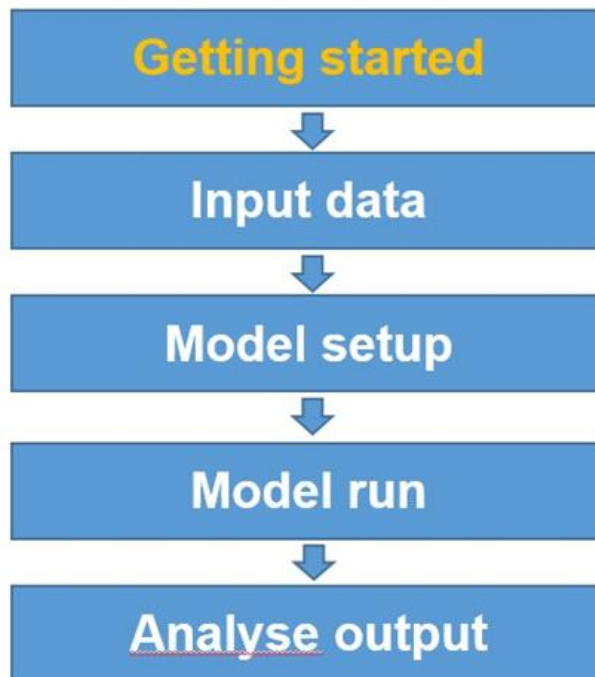 Getting started
Input data
Model setup
Model run
Analyse output